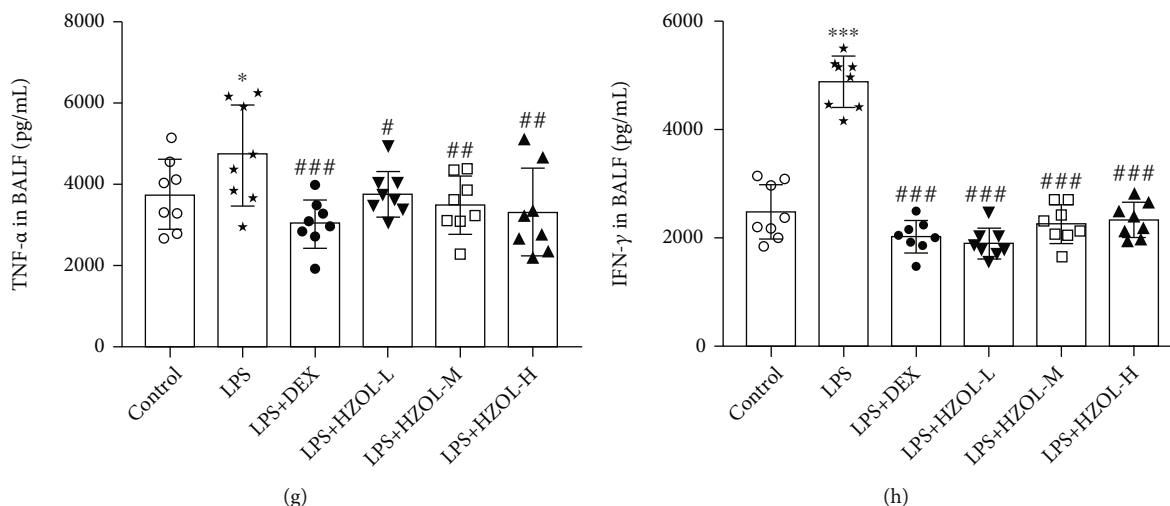 8000
6000
4000
2000
0
TNF-α in BALF (pg/mL)
*
###
#
##
##
Control
LPS
LPS+DEX
LPS+HZOL-L
LPS+HZOL-M
LPS+HZOL-H
(g)
6000
4000
2000
0
IFN-γ in BALF (pg/mL)
***
###
###
###
###
Control
LPS
LPS+DEX
LPS+HZOL-L
LPS+HZOL-M
LPS+HZOL-H
(h)